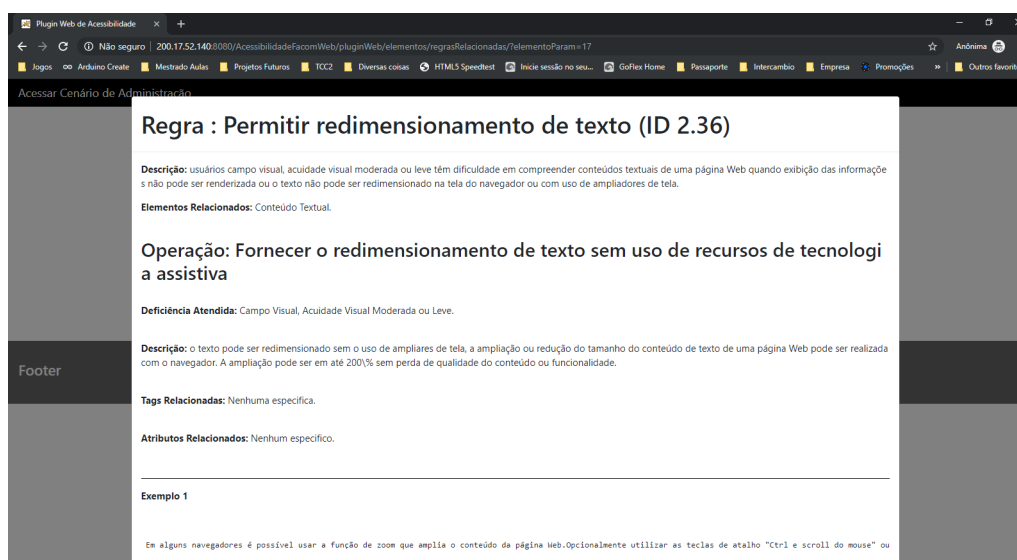 Plugin Web de Acessibilidade
Não seguro | 200.17.52.140:8080/AcessibilidadeFacomWeb/pluginWeb/elementos/regrasRelacionadas/?elementoParam=17
Anônima
Jogos Arduino Create Mestrado Aulas Projetos Futuros TCC2 Diversas coisas HTML5 Speedtest Inicie sessão no seu... GoFlex Home Passaporte Intercambio Empresa Promoções » Outros favorit
Acessar Cenário de Administração
Regra : Permitir redimensionamento de texto (ID 2.36)
Descrição: usuários campo visual, acuidade visual moderada ou leve têm dificuldade em compreender conteúdos textuais de uma página Web quando exibição das informaçõe
s não pode ser renderizada ou o texto não pode ser redimensionado na tela do navegador ou com uso de ampliadores de tela.
Elementos Relacionados: Conteúdo Textual.
Operação: Fornecer o redimensionamento de texto sem uso de recursos de tecnologi
a assistiva
Deficiência Atendida: Campo Visual, Acuidade Visual Moderada ou Leve.
Descrição: o texto pode ser redimensionado sem o uso de ampliares de tela, a ampliação ou redução do tamanho do conteúdo de texto de uma página Web pode ser realizada
com o navegador. A ampliação pode ser em até 200\% sem perda de qualidade do conteúdo ou funcionalidade.
Footer
Tags Relacionadas: Nenhuma especifica.
Atributos Relacionados: Nenhum especifico.
Exemplo 1
Em alguns navegadores é possível usar a função de zoom que amplia o conteúdo da página Web.Opcionalmente utilizar as teclas de atalho "Ctrl e scroll do mouse" ou